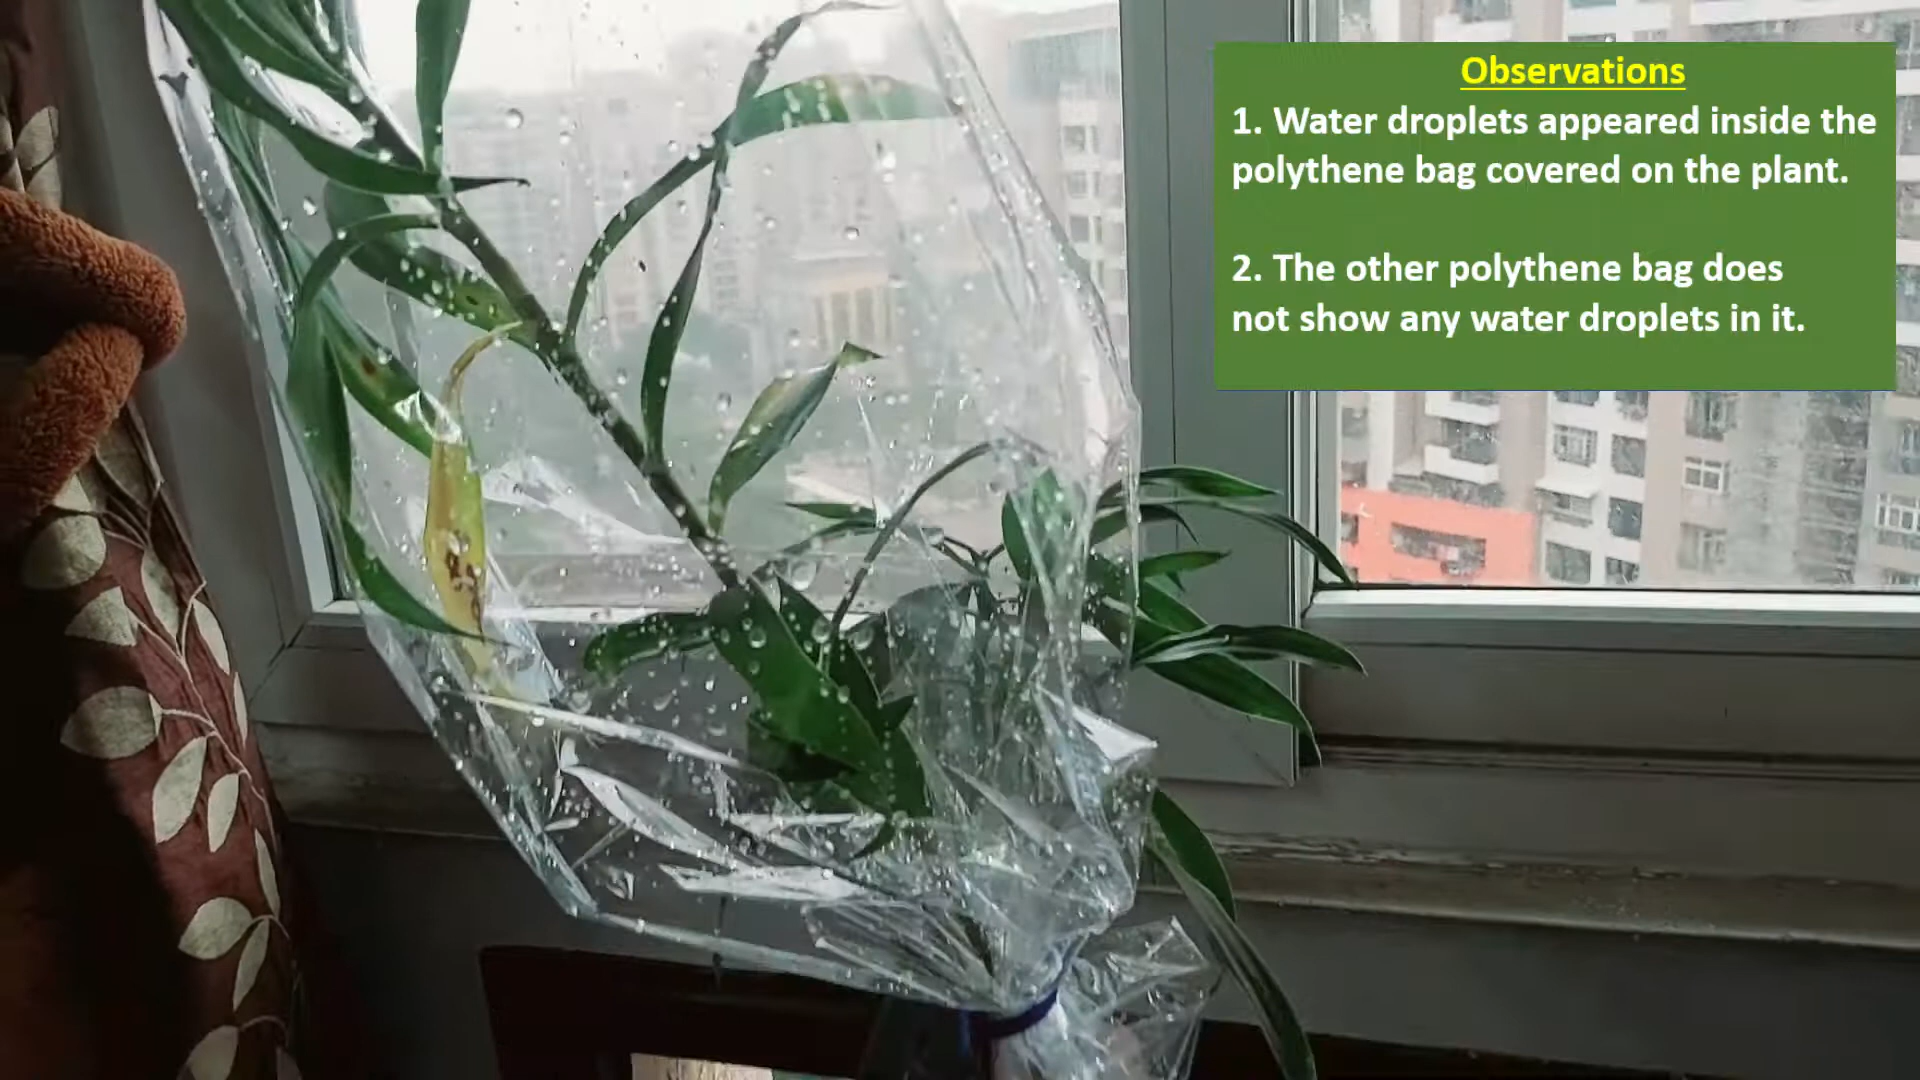 Observations
1. Water droplets appeared inside the
polythene bag covered on the plant.
2. The other polythene bag does
not show any water droplets in it.